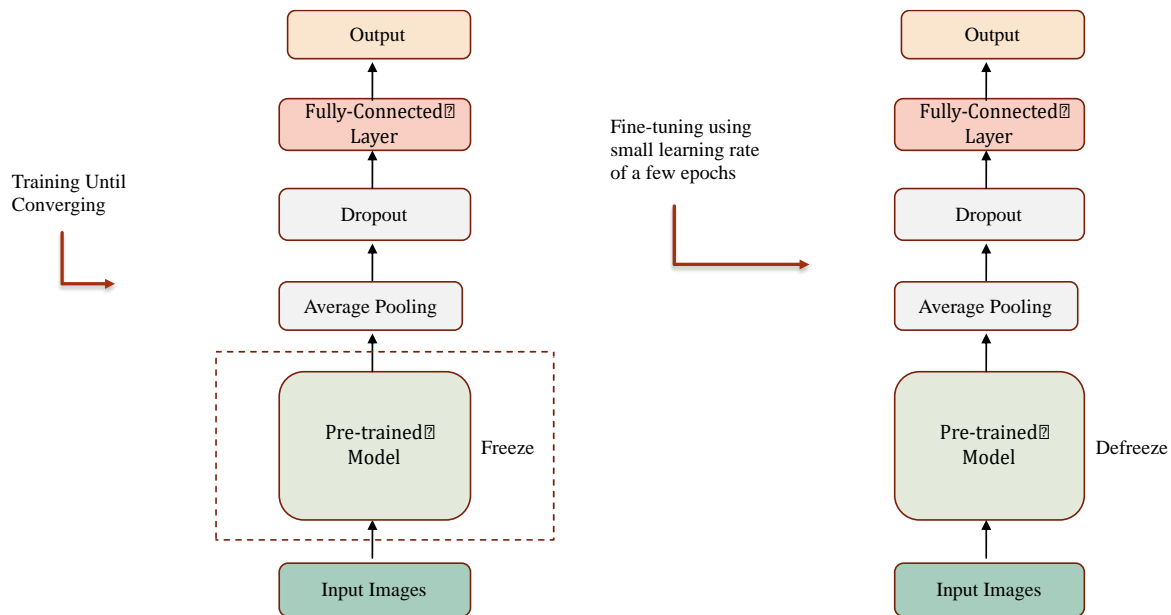 Output
Fully-Connected
Layer
Dropout
Average Pooling
Pre-trained
Model
Freeze
Input Images
Training Until
Converging
Fine-tuning using
small learning rate
of a few epochs
Output
Fully-Connected
Layer
Dropout
Average Pooling
Pre-trained
Model
Defreeze
Input Images